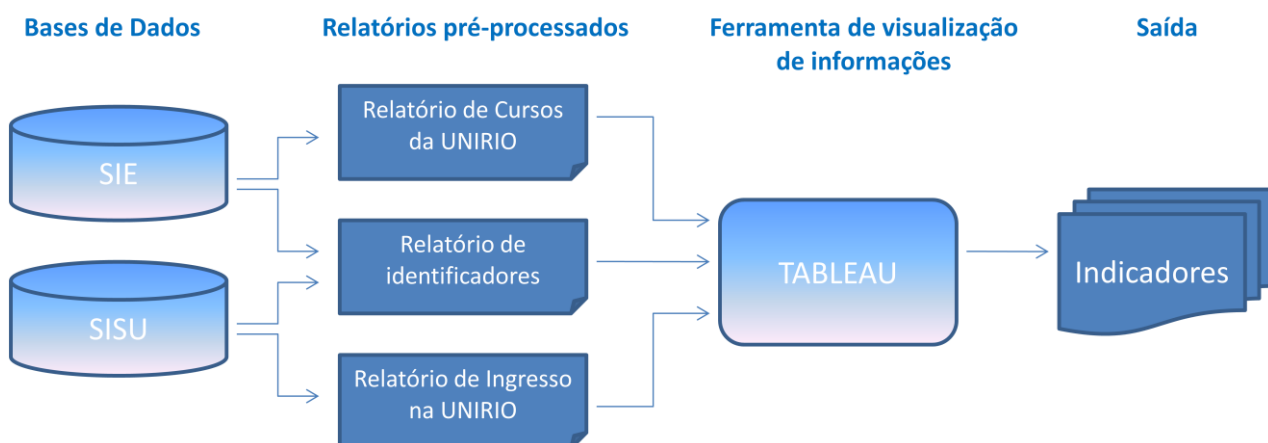 Bases de Dados
Relatórios pré-processados
Ferramenta de visualização
de informações
Saída
SIE
SISU
Relatório de Cursos
da UNIRIO
Relatório de
identificadores
Relatório de Ingresso
na UNIRIO
TABLEAU
Indicadores